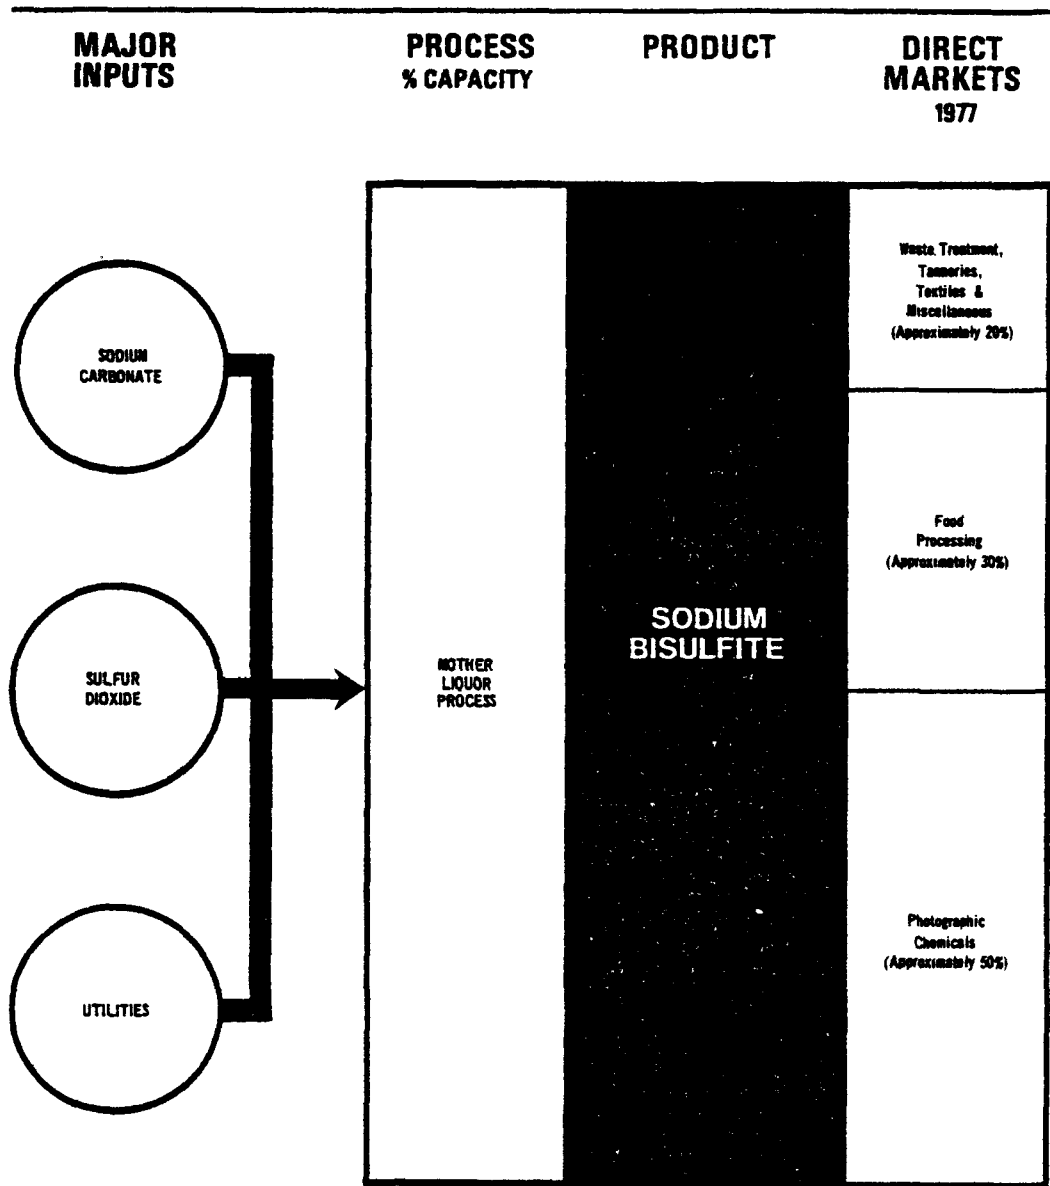 MAJOR
INPUTS
PROCESS
% CAPACITY
PRODUCT
DIRECT
MARKETS
1977
SODIUM
CARBONATE
SULFUR
DIOXIDE
UTILITIES
MOTHER
LIQUOR
PROCESS
SODIUM
BISULFITE
Waste Treatment,
Tanneries,
Textiles &
Miscellaneous
(Approximately 20%)
Food
Processing
(Approximately 30%)
Photographic
Chemicals
(Approximately 50%)